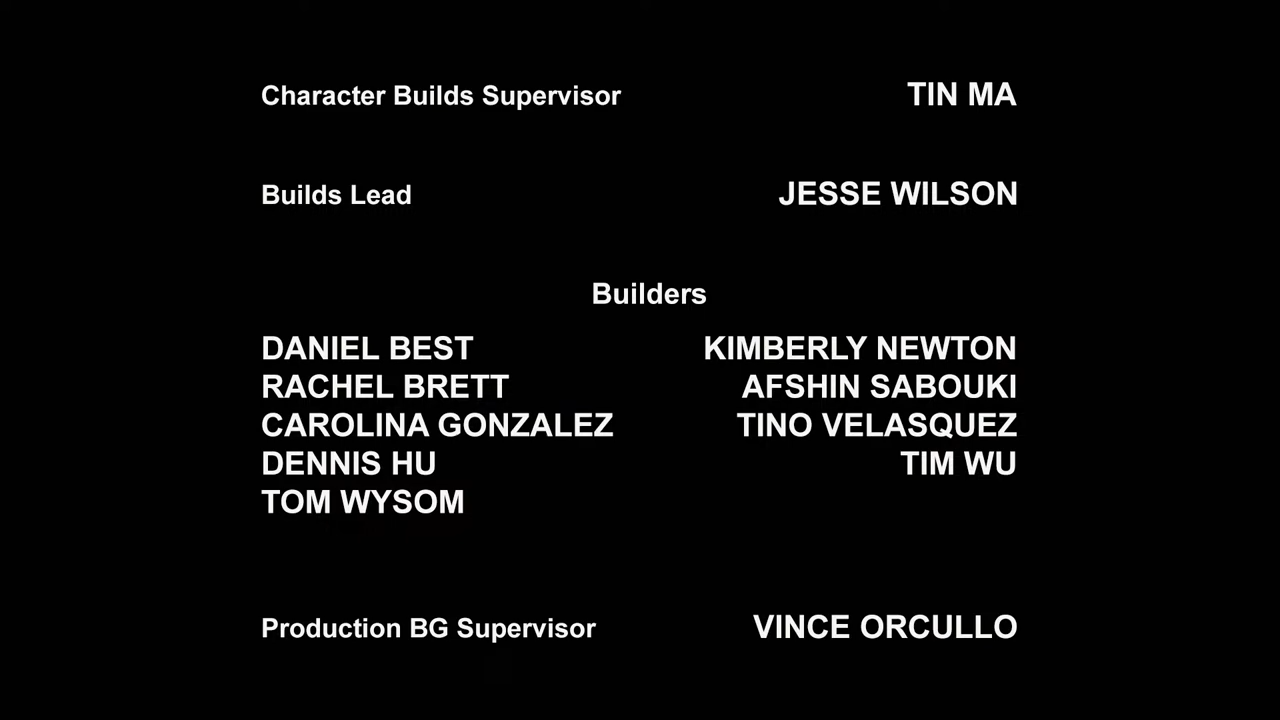 Character Builds Supervisor TIN MA
Builds Lead JESSE WILSON
Builders
DANIEL BEST KIMBERLY NEWTON
RACHEL BRETT AFSHIN SABOUKI
CAROLINA GONZALEZ TINO VELASQUEZ
DENNIS HU TIM WU
TOM WYSOM
Production BG Supervisor VINCE ORCULLO